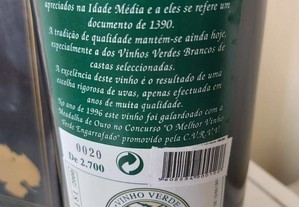 apreciados na Idade Média e a eles se refere um
documento de 1390.
A tradição de qualidade mantém-se ainda hoje,
especialmente a dos Vinhos Verdes Brancos de
castas seleccionadas.
A excelência deste vinho é o resultado de uma
escolha rigorosa de uvas, apenas efectuada em
anos de muita qualidade.
No ano de 1996 este vinho foi galardoado com a
Medalha de Ouro no Concurso "O Melhor Vinho
Verde Engarrafado" promovido pela C.V.R.V.V.
0020
De 2.700
VINHO VERDE